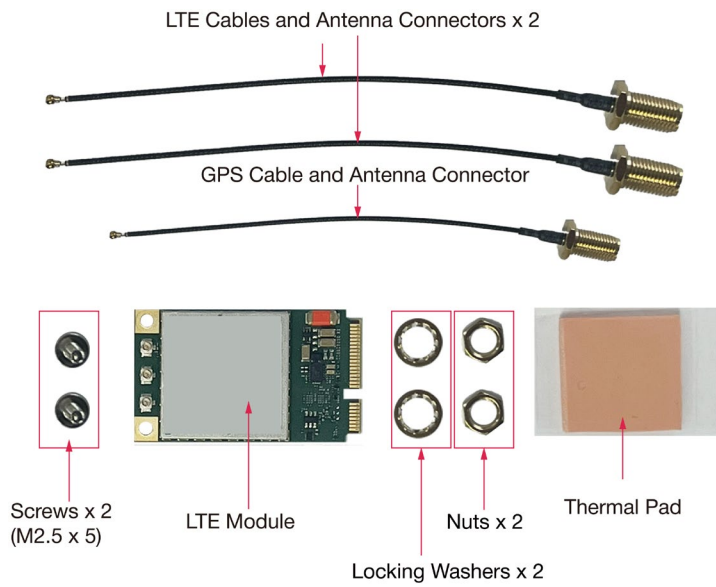 LTE Cables and Antenna Connectors x 2
GPS Cable and Antenna Connector
Screws x 2
(M2.5 x 5)
LTE Module
Nuts x 2
Thermal Pad
Locking Washers x 2